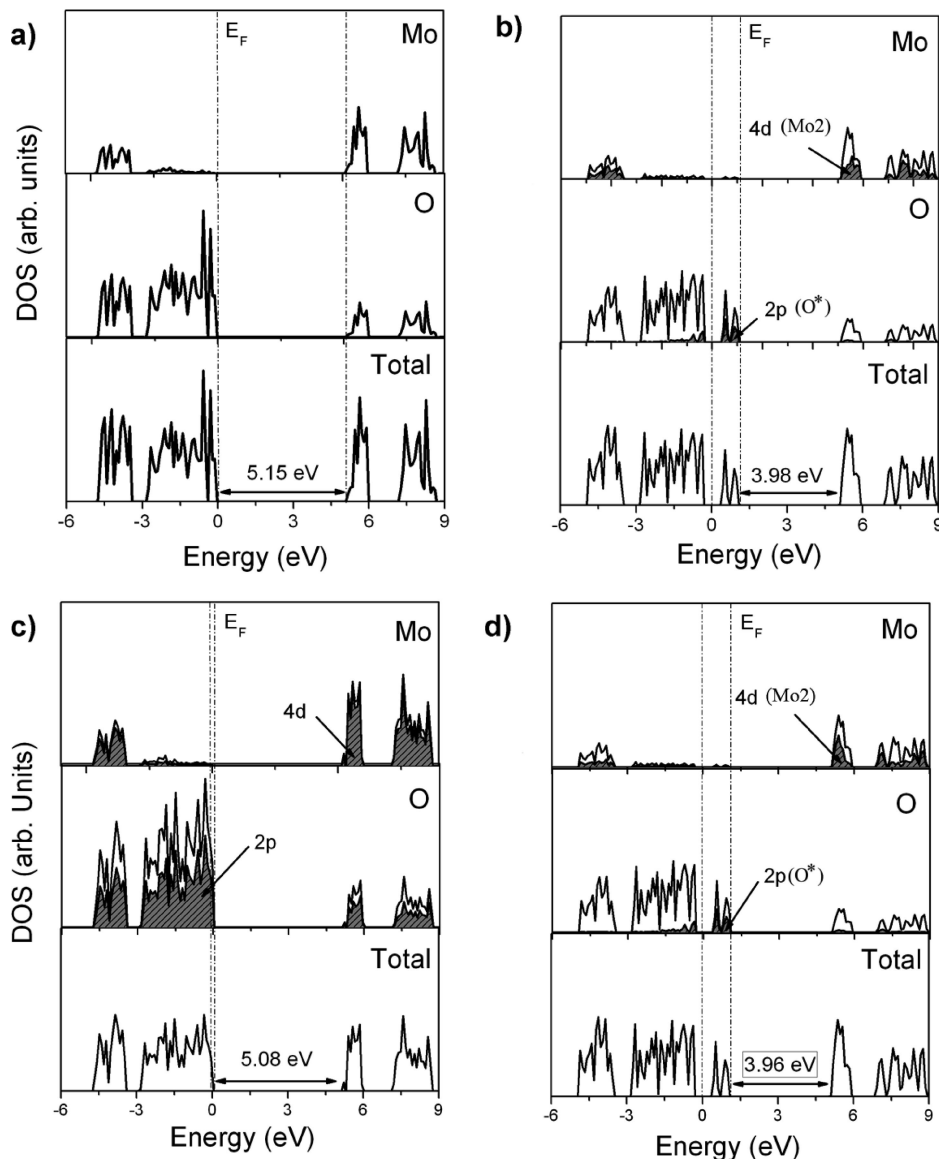 a)
E_F
Mo
O
Total
5.15 eV
DOS (arb. units)
-6 -3 0 3 6 9
Energy (eV)
b)
E_F
Mo
4d (Mo2)
O
2p (O*)
Total
3.98 eV
-6 -3 0 3 6 9
Energy (eV)
c)
E_F
Mo
4d
O
2p
Total
5.08 eV
DOS (arb. Units)
-6 -3 0 3 6 9
Energy (eV)
d)
E_F
Mo
4d (Mo2)
O
2p(O*)
Total
3.96 eV
-6 -3 0 3 6 9
Energy (eV)